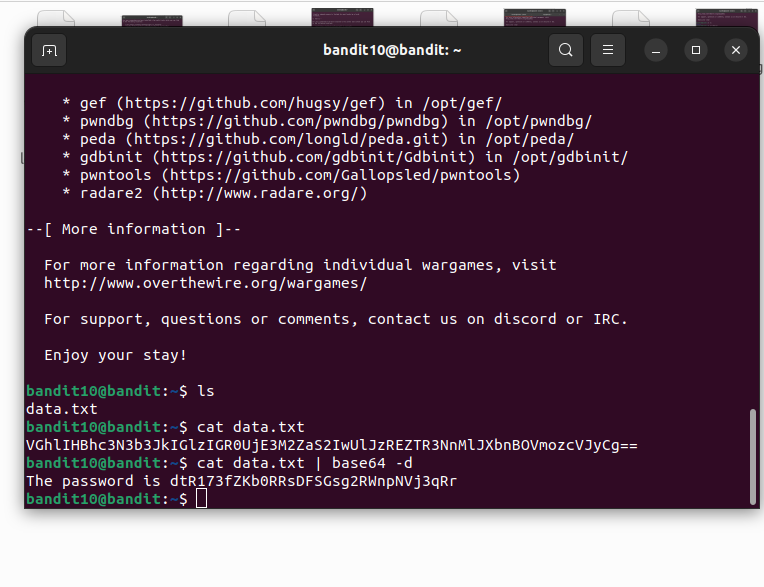 bandit10@bandit: ~
* gef (https://github.com/hugsy/gef) in /opt/gef/
* pwndbg (https://github.com/pwndbg/pwndbg) in /opt/pwndbg/
* peda (https://github.com/longld/peda.git) in /opt/peda/
* gdbinit (https://github.com/gdbinit/Gdbinit) in /opt/gdbinit/
* pwntools (https://github.com/Gallopsled/pwntools)
* radare2 (http://www.radare.org/)
--[ More information ]--
For more information regarding individual wargames, visit
http://www.overthewire.org/wargames/
For support, questions or comments, contact us on discord or IRC.
Enjoy your stay!
bandit10@bandit:~$ ls
data.txt
bandit10@bandit:~$ cat data.txt
VGhlIHBhc3N3b3JkIGlzIGR0UjE3M2ZaS2IwUlJzREZTR3NnMlJXbnBOVmozcVJyCg==
bandit10@bandit:~$ cat data.txt | base64 -d
The password is dtR173fZKb0RRsDFSGsg2RWnpNVj3qRr
bandit10@bandit:~$